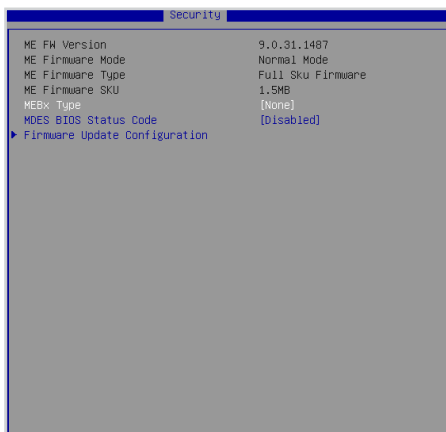 Security
ME FW Version 9.0.31.1487
ME Firmware Mode Normal Mode
ME Firmware Type Full Sku Firmware
ME Firmware SKU 1.5MB
MEBx Type [None]
MDES BIOS Status Code [Disabled]
Firmware Update Configuration